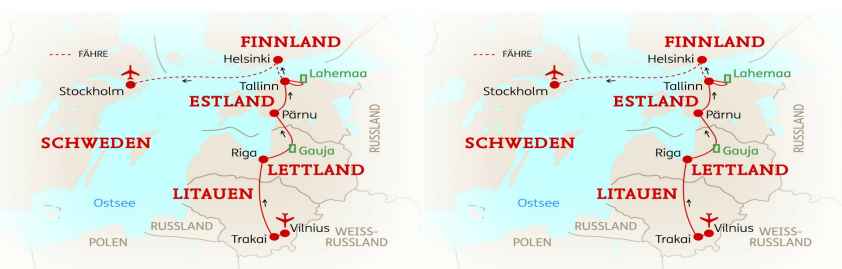 FINNLAND
FÄHRE
Helsinki
Lahemaa
Stockholm
Tallinn
ESTLAND
Pärnu
RUSSLAND
SCHWEDEN
Riga
Gauja
LETTLAND
LITAUEN
Ostsee
RUSSLAND
Vilnius
WEISS-
RUSSLAND
POLEN
Trakai
FINNLAND
FÄHRE
Helsinki
Lahemaa
Stockholm
Tallinn
ESTLAND
Pärnu
RUSSLAND
SCHWEDEN
Riga
Gauja
LETTLAND
LITAUEN
Ostsee
RUSSLAND
Vilnius
WEISS-
RUSSLAND
POLEN
Trakai